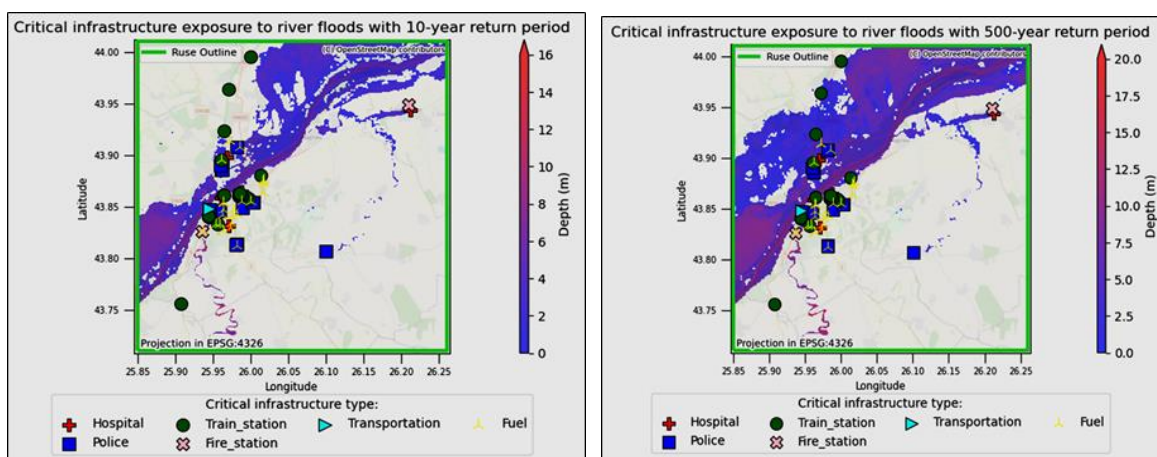 Critical infrastructure exposure to river floods with 10-year return period
Ruse Outline
(C) OpenStreetMap contributors
44.00
43.95
43.90
43.85
43.80
43.75
Latitude
Projection in EPSG:4326
25.85 25.90 25.95 26.00 26.05 26.10 26.15 26.20 26.25
Longitude
16
14
12
10
8
6
4
2
0
Depth (m)
Critical infrastructure type:
Hospital Train_station Transportation Fuel
Police Fire_station
Critical infrastructure exposure to river floods with 500-year return period
Ruse Outline
(C) OpenStreetMap contributors
44.00
43.95
43.90
43.85
43.80
43.75
Latitude
Projection in EPSG:4326
25.85 25.90 25.95 26.00 26.05 26.10 26.15 26.20 26.25
Longitude
20.0
17.5
15.0
12.5
10.0
7.5
5.0
2.5
0.0
Depth (m)
Critical infrastructure type:
Hospital Train_station Transportation Fuel
Police Fire_station